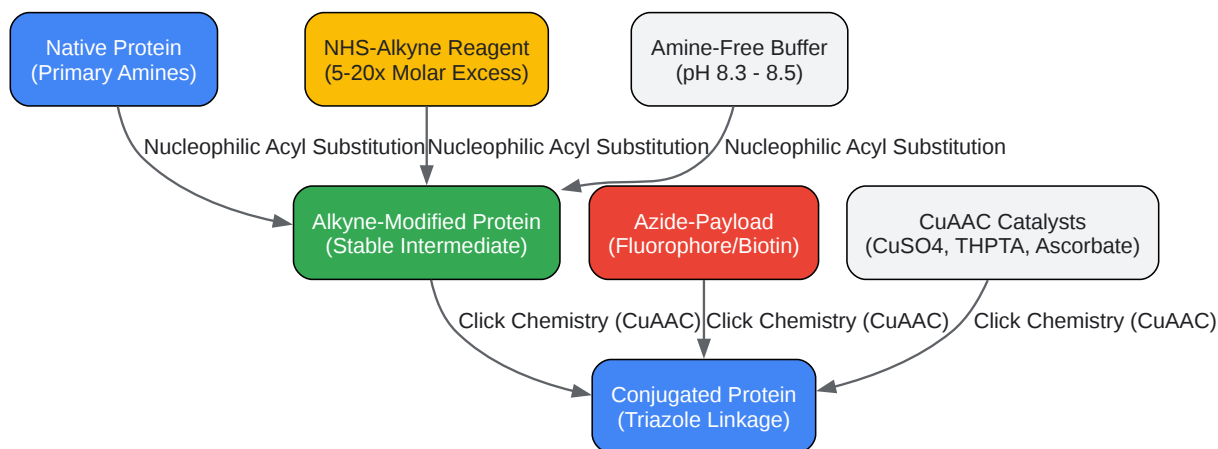 Native Protein
(Primary Amines)
NHS-Alkyne Reagent
(5-20x Molar Excess)
Amine-Free Buffer
(pH 8.3 - 8.5)
Nucleophilic Acyl Substitution
Nucleophilic Acyl Substitution
Nucleophilic Acyl Substitution
Alkyne-Modified Protein
(Stable Intermediate)
Azide-Payload
(Fluorophore/Biotin)
CuAAC Catalysts
(CuSO4, THPTA, Ascorbate)
Click Chemistry (CuAAC)
Click Chemistry (CuAAC)
Click Chemistry (CuAAC)
Conjugated Protein
(Triazole Linkage)